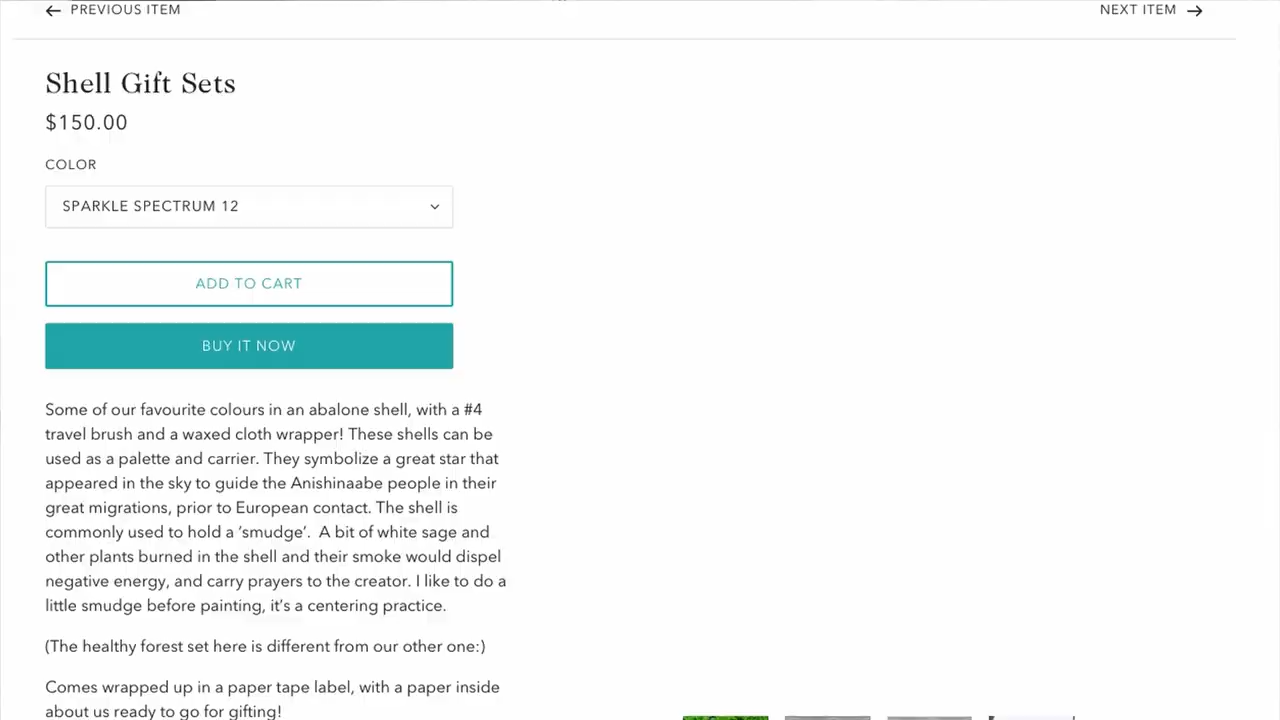 PREVIOUS ITEM
NEXT ITEM
Shell Gift Sets
$150.00
COLOR
SPARKLE SPECTRUM 12
ADD TO CART
BUY IT NOW
Some of our favourite colours in an abalone shell, with a #4
travel brush and a waxed cloth wrapper! These shells can be
used as a palette and carrier. They symbolize a great star that
appeared in the sky to guide the Anishinaabe people in their
great migrations, prior to European contact. The shell is
commonly used to hold a ‘smudge’.  A bit of white sage and
other plants burned in the shell and their smoke would dispel
negative energy, and carry prayers to the creator. I like to do a
little smudge before painting, it’s a centering practice.
(The healthy forest set here is different from our other one:)
Comes wrapped up in a paper tape label, with a paper inside
about us ready to go for gifting!